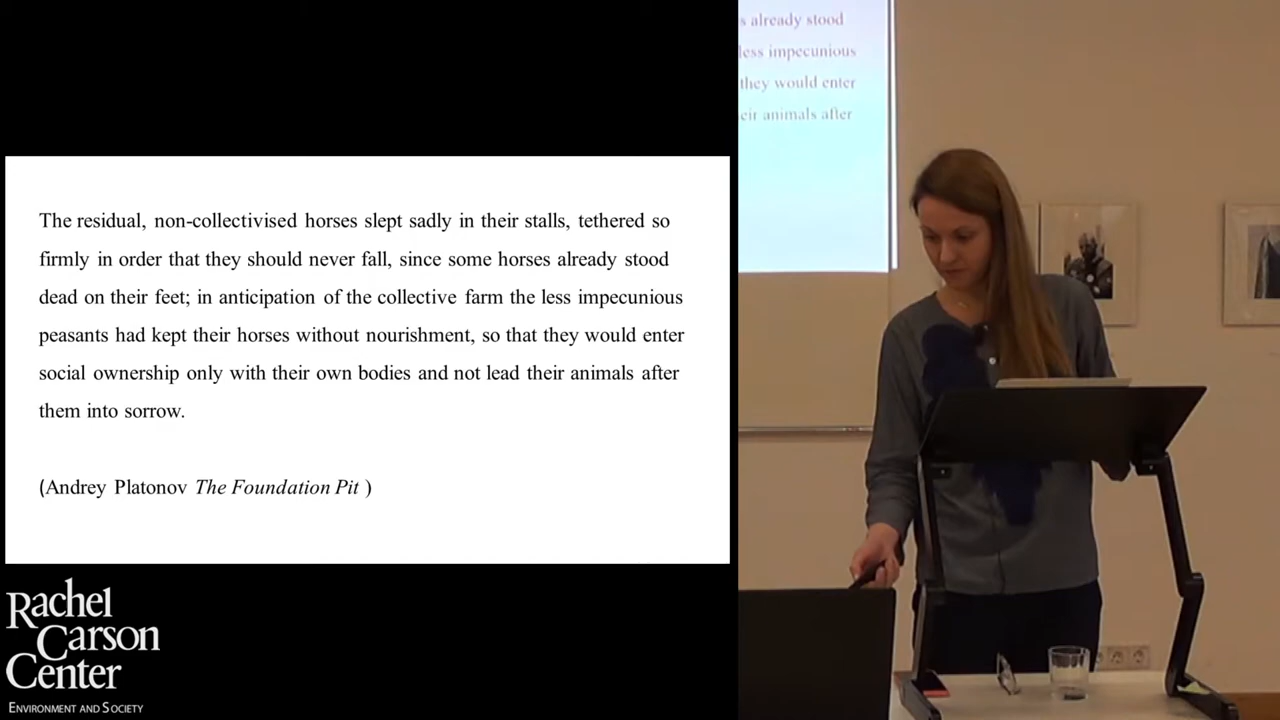 The residual, non-collectivised horses slept sadly in their stalls, tethered so
firmly in order that they should never fall, since some horses already stood
dead on their feet; in anticipation of the collective farm the less impecunious
peasants had kept their horses without nourishment, so that they would enter
social ownership only with their own bodies and not lead their animals after
them into sorrow.
(Andrey Platonov The Foundation Pit )
Rachel
Carson
Center
ENVIRONMENT AND SOCIETY
s already stood
less impecunious
they would enter
eir animals after